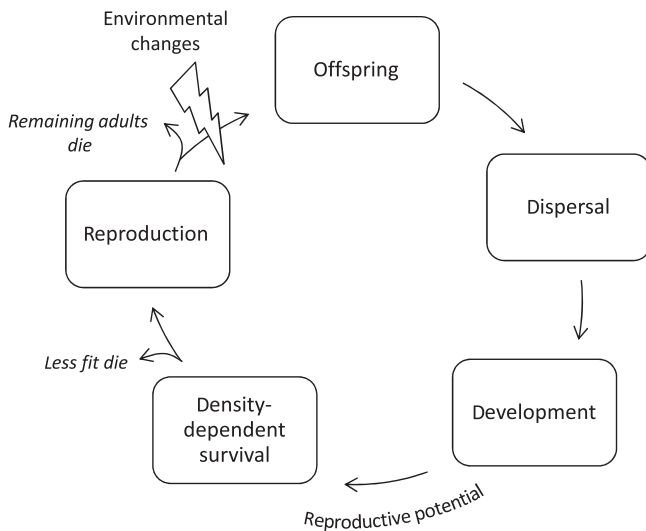 Environmental
changes
Offspring
Remaining adults
die
Dispersal
Reproduction
Less fit die
Density-
dependent
survival
Development
Reproductive potential